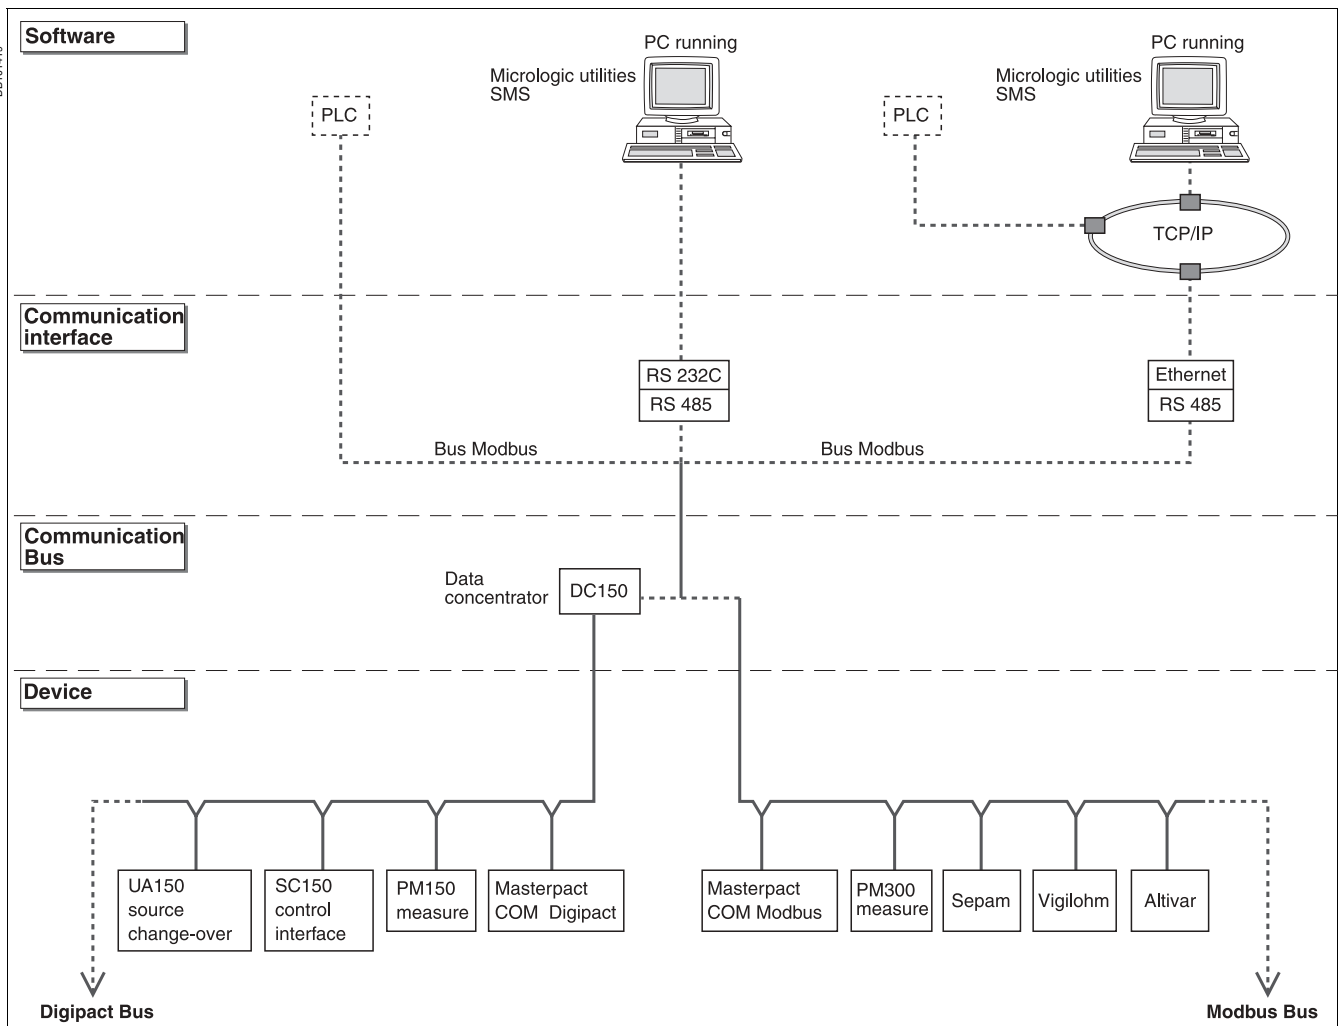 Software
PC running
Micrologic utilities
SMS
PLC
PC running
Micrologic utilities
SMS
PLC
TCP/IP
Communication
interface
RS 232C
RS 485
Ethernet
RS 485
Bus Modbus
Bus Modbus
Communication
Bus
Data
concentrator
DC150
Device
UA150
source
change-over
SC150
control
interface
PM150
measure
Masterpact
COM Digipact
Masterpact
COM Modbus
PM300
measure
Sepam
Vigilohm
Altivar
Digipact Bus
Modbus Bus